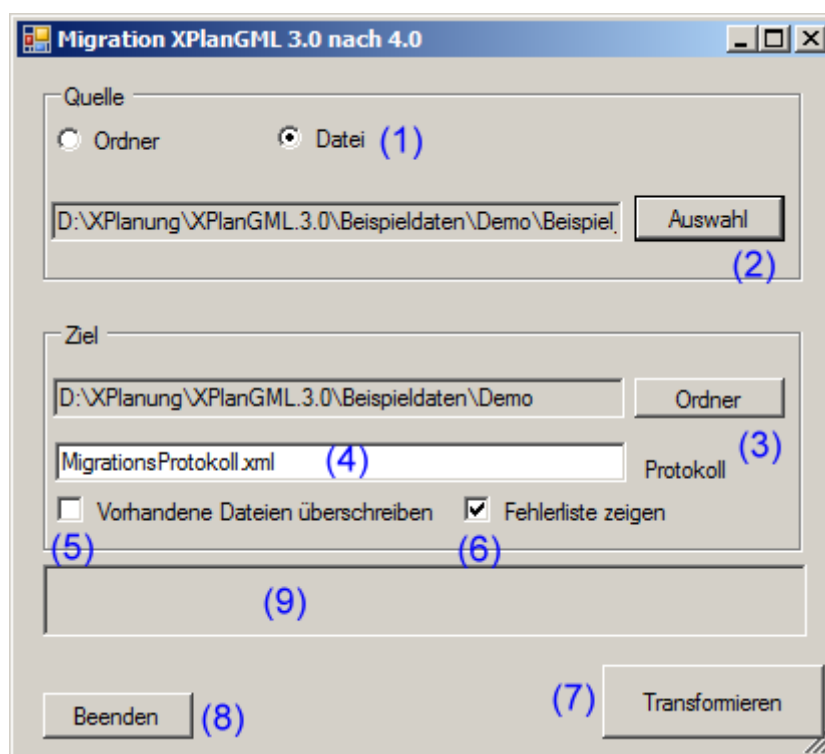 Migration XPlanGML 3.0 nach 4.0
Quelle
Ordner Datei (1)
D:\XPlanung\XPlanGML.3.0\Beispieldaten\Demo\Beispiel_ Auswahl
(2)
Ziel
D:\XPlanung\XPlanGML.3.0\Beispieldaten\Demo Ordner
(3)
MigrationsProtokoll.xml (4) Protokoll
Vorhandene Dateien überschreiben Fehlerliste zeigen
(5) (6)
(9)
Beenden (8) (7) Transformieren